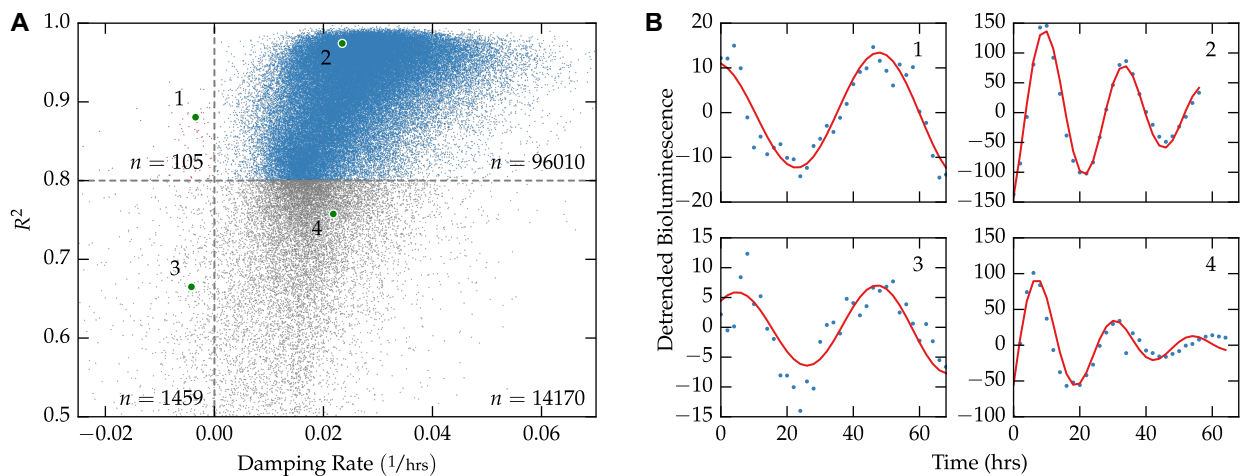 A
1.0
0.9
0.8
0.7
0.6
0.5
R²
1
2
3
4
n = 105
n = 96010
n = 1459
n = 14170
−0.02 0.00 0.02 0.04 0.06
Damping Rate (1/hrs)
B
Detrended Bioluminescence
1
20
10
0
−10
−20
2
150
100
50
0
−50
−100
−150
3
15
10
5
0
−5
−10
−15
0 20 40 60
4
100
50
0
−50
−100
0 20 40 60
Time (hrs)